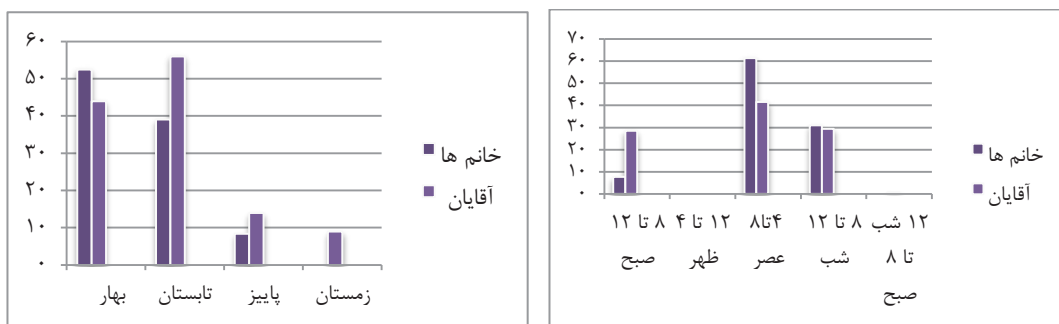 ۶۰
۵۰
۴۰
۳۰
۲۰
۱۰
۰
بهار
تابستان
پاییز
زمستان
خانم ها
آقایان
۷۰
۶۰
۵۰
۴۰
۳۰
۲۰
۱۰
۰
۸ تا ۱۲
صبح
۱۲ تا ۴
ظهر
۴تا۸
عصر
۸ تا ۱۲
شب
۱۲ شب
تا ۸
صبح
خانم ها
آقایان